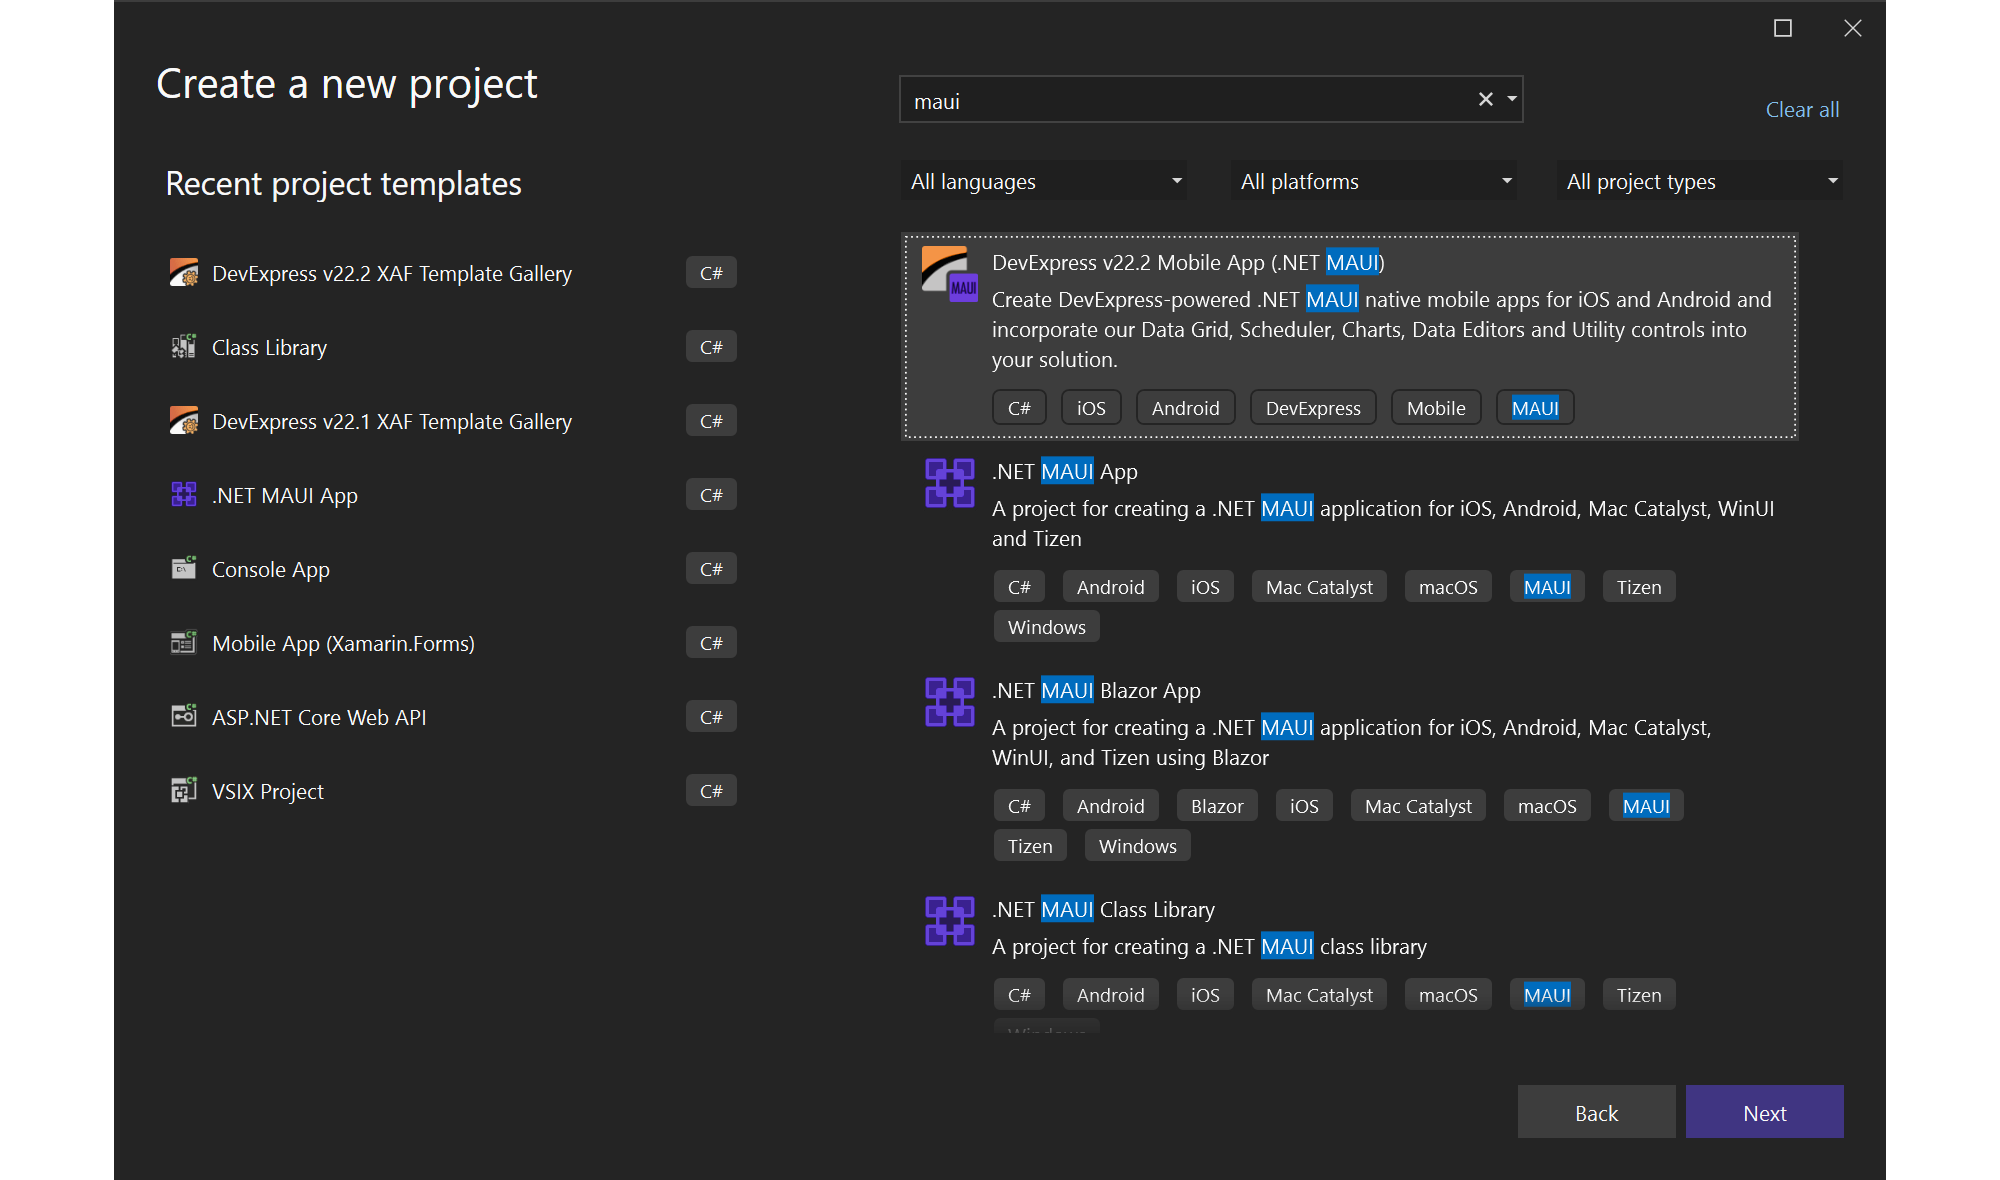 Create a new project
maui
Clear all
Recent project templates
All languages
All platforms
All project types
DevExpress v22.2 XAF Template Gallery C#
Class Library C#
DevExpress v22.1 XAF Template Gallery C#
.NET MAUI App C#
Console App C#
Mobile App (Xamarin.Forms) C#
ASP.NET Core Web API C#
VSIX Project C#
MAUI
DevExpress v22.2 Mobile App (.NET MAUI)
Create DevExpress-powered .NET MAUI native mobile apps for iOS and Android and
incorporate our Data Grid, Scheduler, Charts, Data Editors and Utility controls into
your solution.
C# iOS Android DevExpress Mobile MAUI
.NET MAUI App
A project for creating a .NET MAUI application for iOS, Android, Mac Catalyst, WinUI
and Tizen
C# Android iOS Mac Catalyst macOS MAUI Tizen
Windows
.NET MAUI Blazor App
A project for creating a .NET MAUI application for iOS, Android, Mac Catalyst,
WinUI, and Tizen using Blazor
C# Android Blazor iOS Mac Catalyst macOS MAUI
Tizen Windows
.NET MAUI Class Library
A project for creating a .NET MAUI class library
C# Android iOS Mac Catalyst macOS MAUI Tizen
Windows
Back
Next